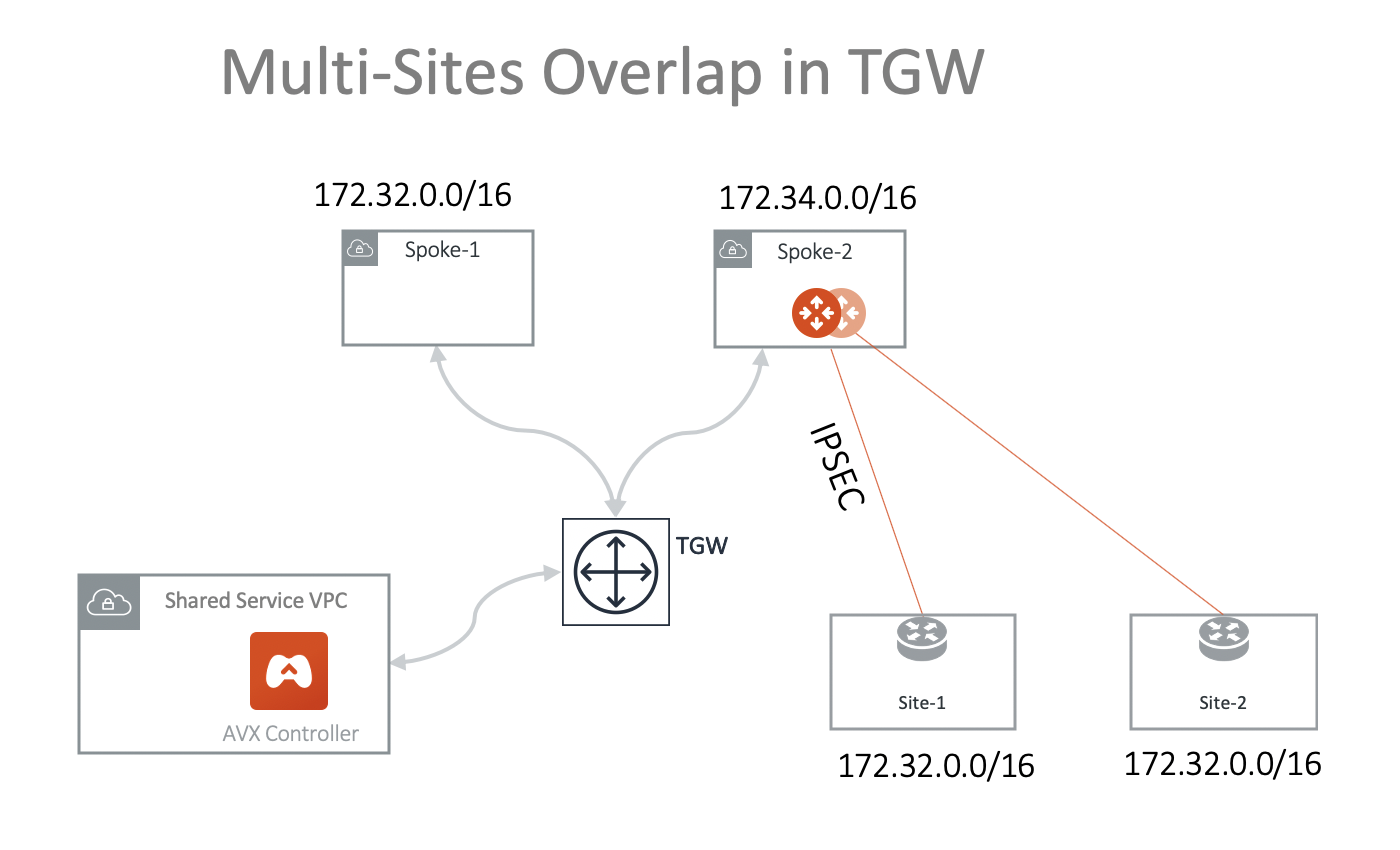 Multi-Sites Overlap in TGW
172.32.0.0/16
172.34.0.0/16
Spoke-1
Spoke-2
IPSEC
TGW
Shared Service VPC
AVX Controller
Site-1
Site-2
172.32.0.0/16
172.32.0.0/16